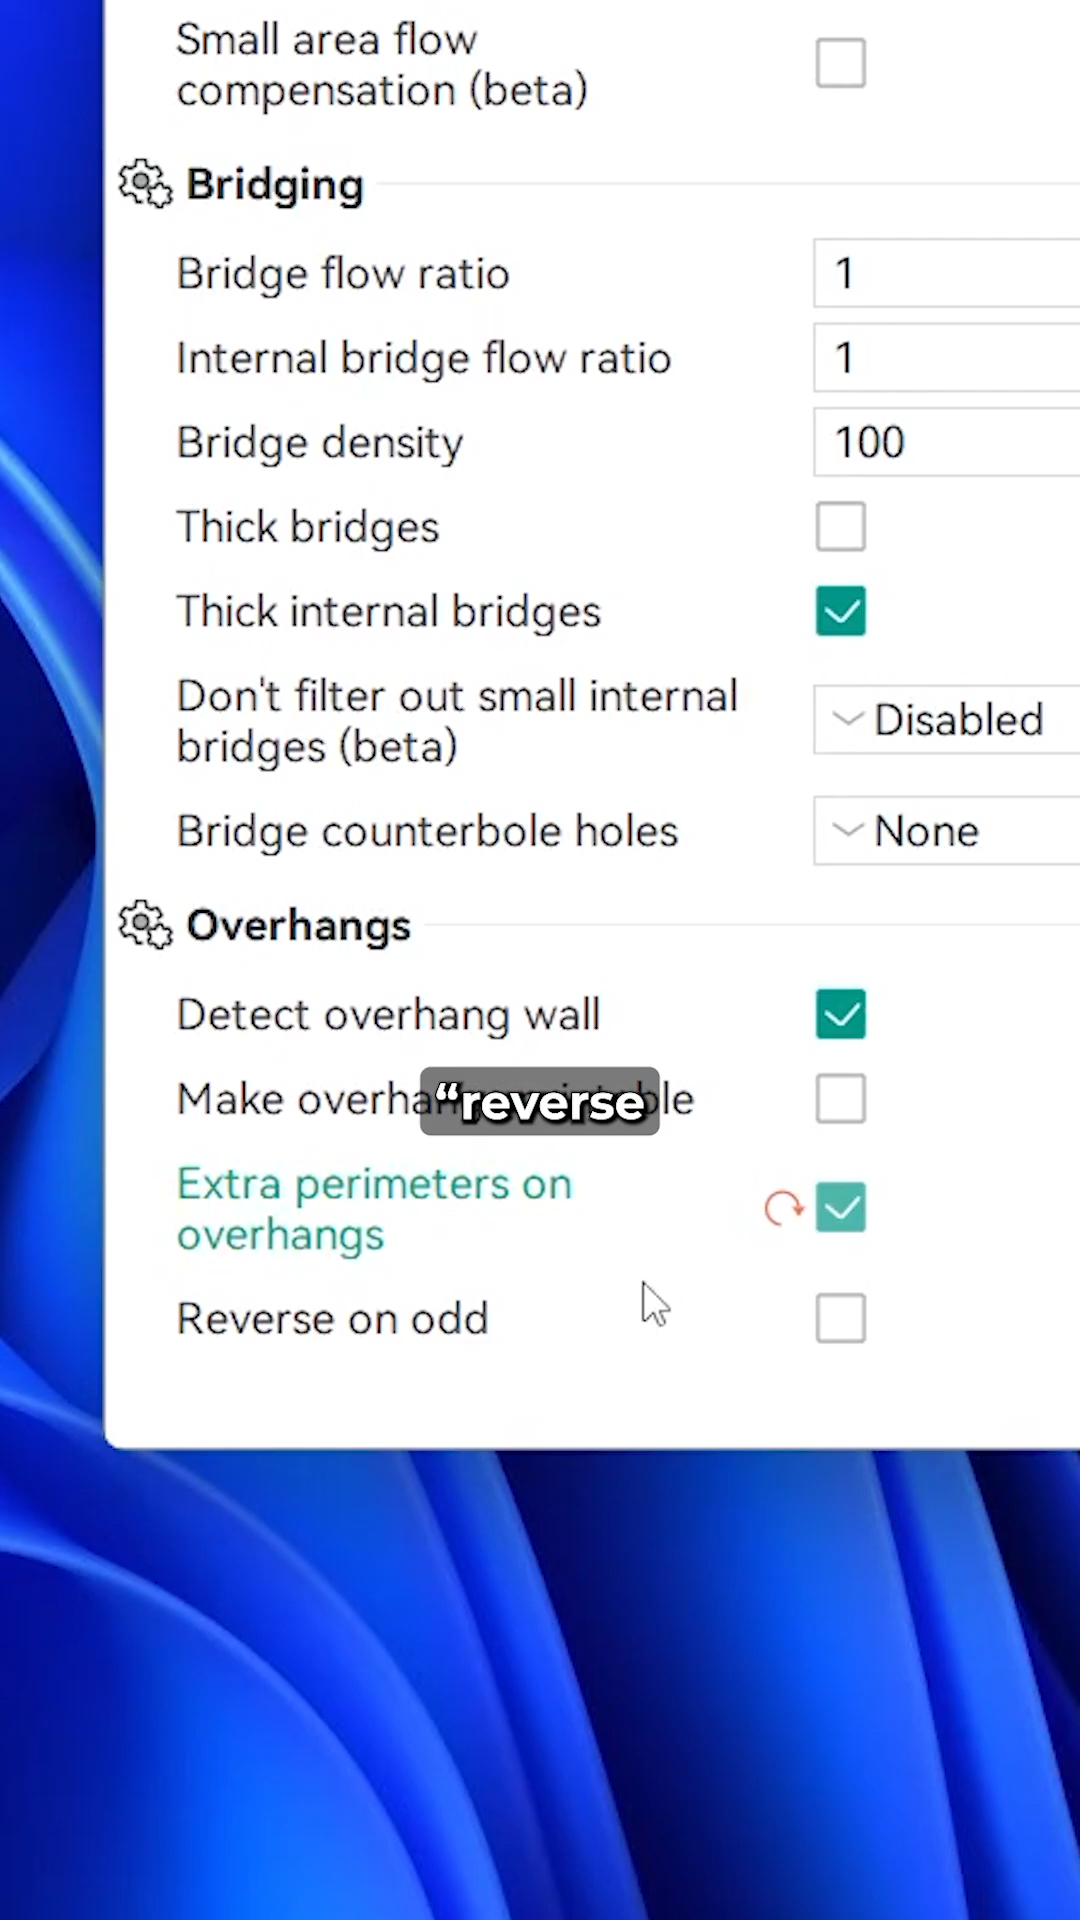 Small area flow
compensation (beta)
Bridging
Bridge flow ratio 1
Internal bridge flow ratio 1
Bridge density 100
Thick bridges
Thick internal bridges
Don't filter out small internal
bridges (beta)
Disabled
Bridge counterbole holes None
Overhangs
Detect overhang wall
Make
“reverse
Extra perimeters on
overhangs
Reverse on odd